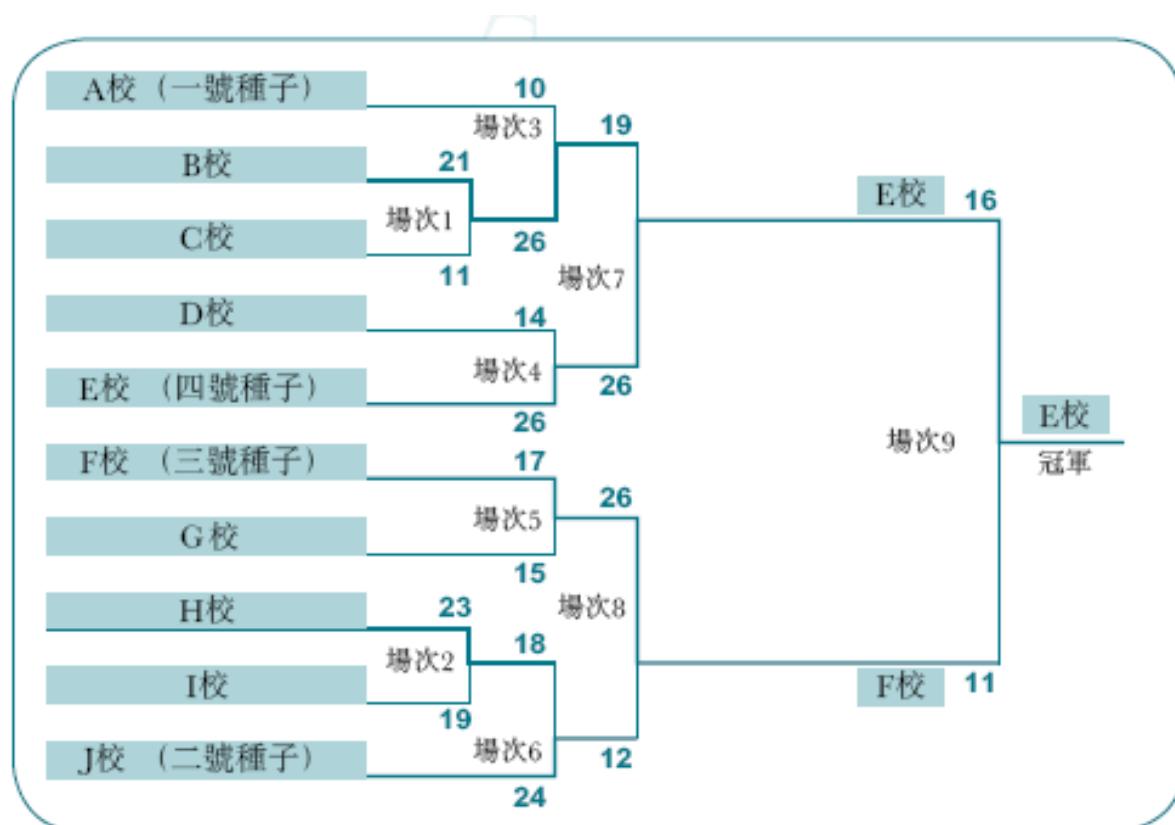 A校 (一號種子)
10
場次3
19
B校
21
E校
16
場次1
C校
26
11
場次7
D校
14
場次4
E校 (四號種子)
26
26
E校
場次9
冠軍
F校 (三號種子)
17
26
場次5
G校
15
H校
23
場次8
18
場次2
I校
F校
11
19
場次6
12
J校 (二號種子)
24